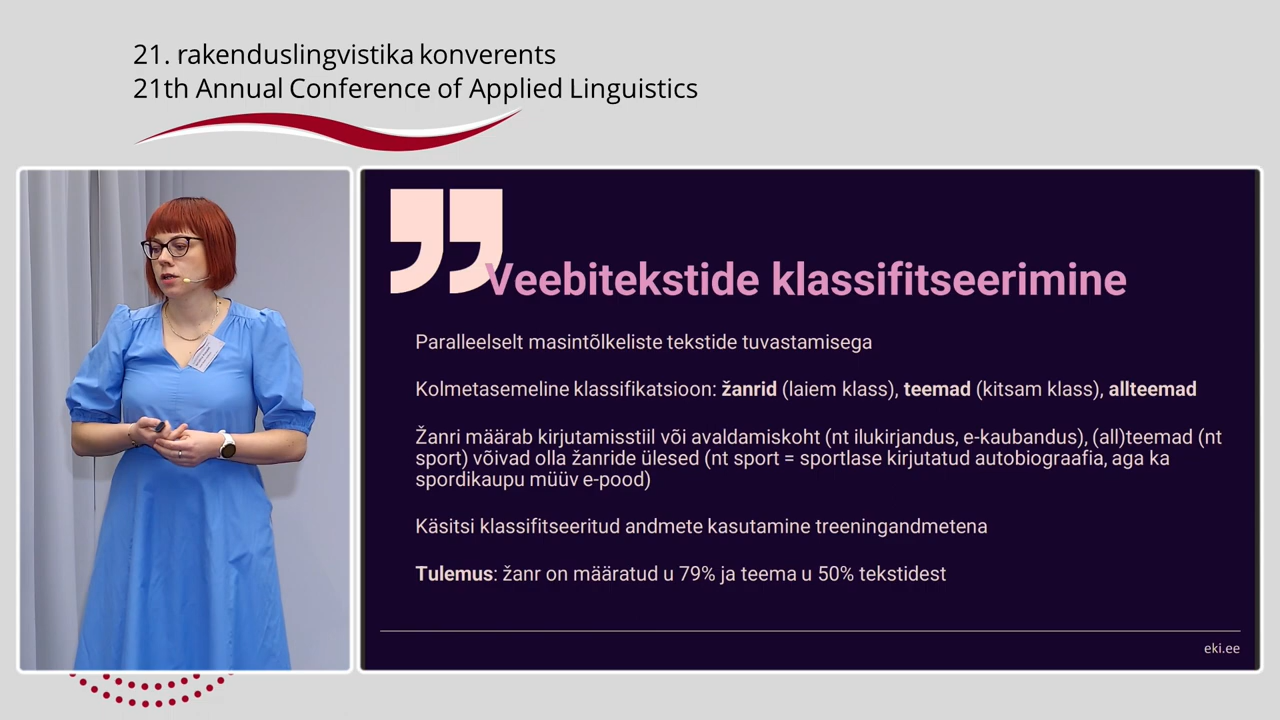 21. rakenduslingvistika konverents
21th Annual Conference of Applied Linguistics
Veebitekstide klassifitseerimine
Paralleelselt masintõlkeliste tekstide tuvastamisega
Kolmetasemeline klassifikatsioon: žanrid (laiem klass), teemad (kitsam klass), allteemad
Žanri määrab kirjutamisstiil või avaldamiskoht (nt ilukirjandus, e-kaubandus), (all)teemad (nt
sport) võivad olla žanride ülesed (nt sport = sportlase kirjutatud autobiograafia, aga ka
spordikaupu müüv e-pood)
Käsitsi klassifitseeritud andmete kasutamine treeningandmetena
Tulemus: žanr on määratud u 79% ja teema u 50% tekstidest
eki.ee